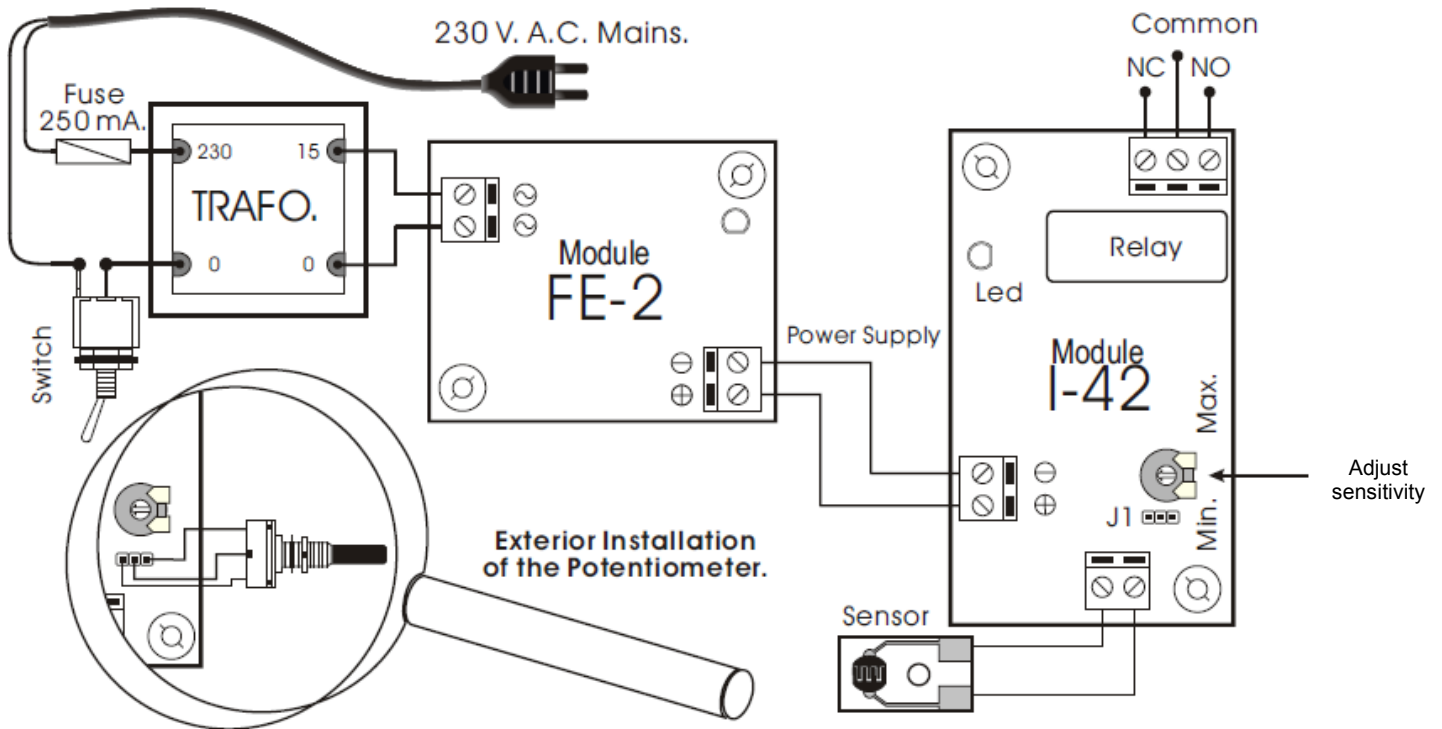 230 V. A.C. Mains.
Common
NC NO
Fuse
250 mA.
230 15
TRAFO.
0 0
Switch
Module
FE-2
Power Supply
Relay
Led
Module
I-42
Max.
Min.
J1
Adjust
sensitivity
Exterior Installation
of the Potentiometer.
Sensor